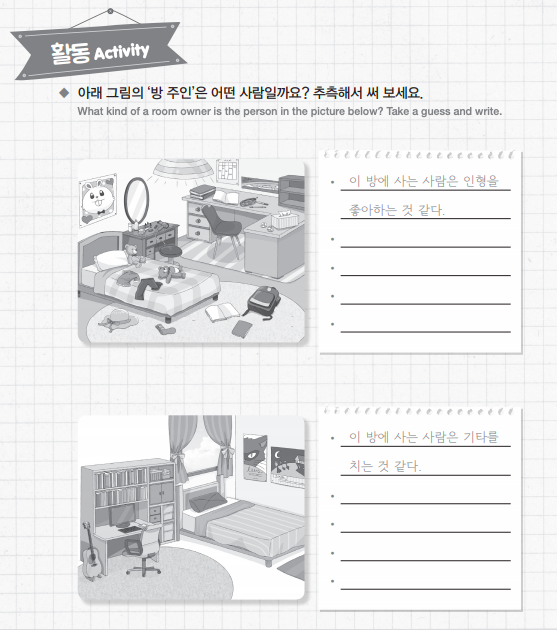 활동 Activity
◆ 아래 그림의 ‘방 주인’은 어떤 사람일까요? 추측해서 써 보세요.
What kind of a room owner is the person in the picture below? Take a guess and write.
• 이 방에 사는 사람은 인형을
좋아하는 것 같다.
•
•
•
•
• 이 방에 사는 사람은 기타를
치는 것 같다.
•
•
•
•